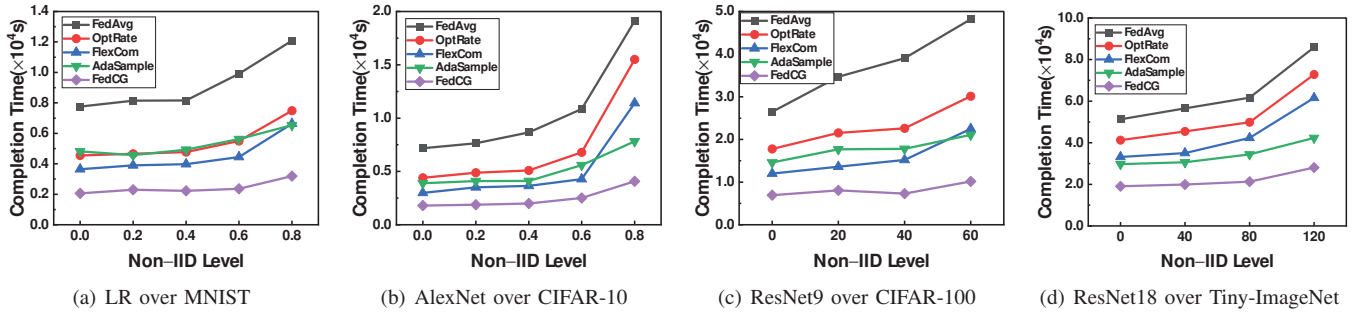 Completion Time(×10⁴s)
1.4
1.2
1.0
0.8
0.6
0.4
0.2
0.0
FedAvg
OptRate
FlexCom
AdaSample
FedCG
0.0 0.2 0.4 0.6 0.8
Non–IID Level
(a) LR over MNIST
Completion Time(×10⁴s)
2.0
1.5
1.0
0.5
0.0
FedAvg
OptRate
FlexCom
AdaSample
FedCG
0.0 0.2 0.4 0.6 0.8
Non–IID Level
(b) AlexNet over CIFAR-10
Completion Time(×10⁴s)
5.0
4.0
3.0
2.0
1.0
0.0
FedAvg
OptRate
FlexCom
AdaSample
FedCG
0 20 40 60
Non–IID Level
(c) ResNet9 over CIFAR-100
Completion Time(×10⁴s)
10.0
8.0
6.0
4.0
2.0
0.0
FedAvg
OptRate
FlexCom
AdaSample
FedCG
0 40 80 120
Non–IID Level
(d) ResNet18 over Tiny-ImageNet